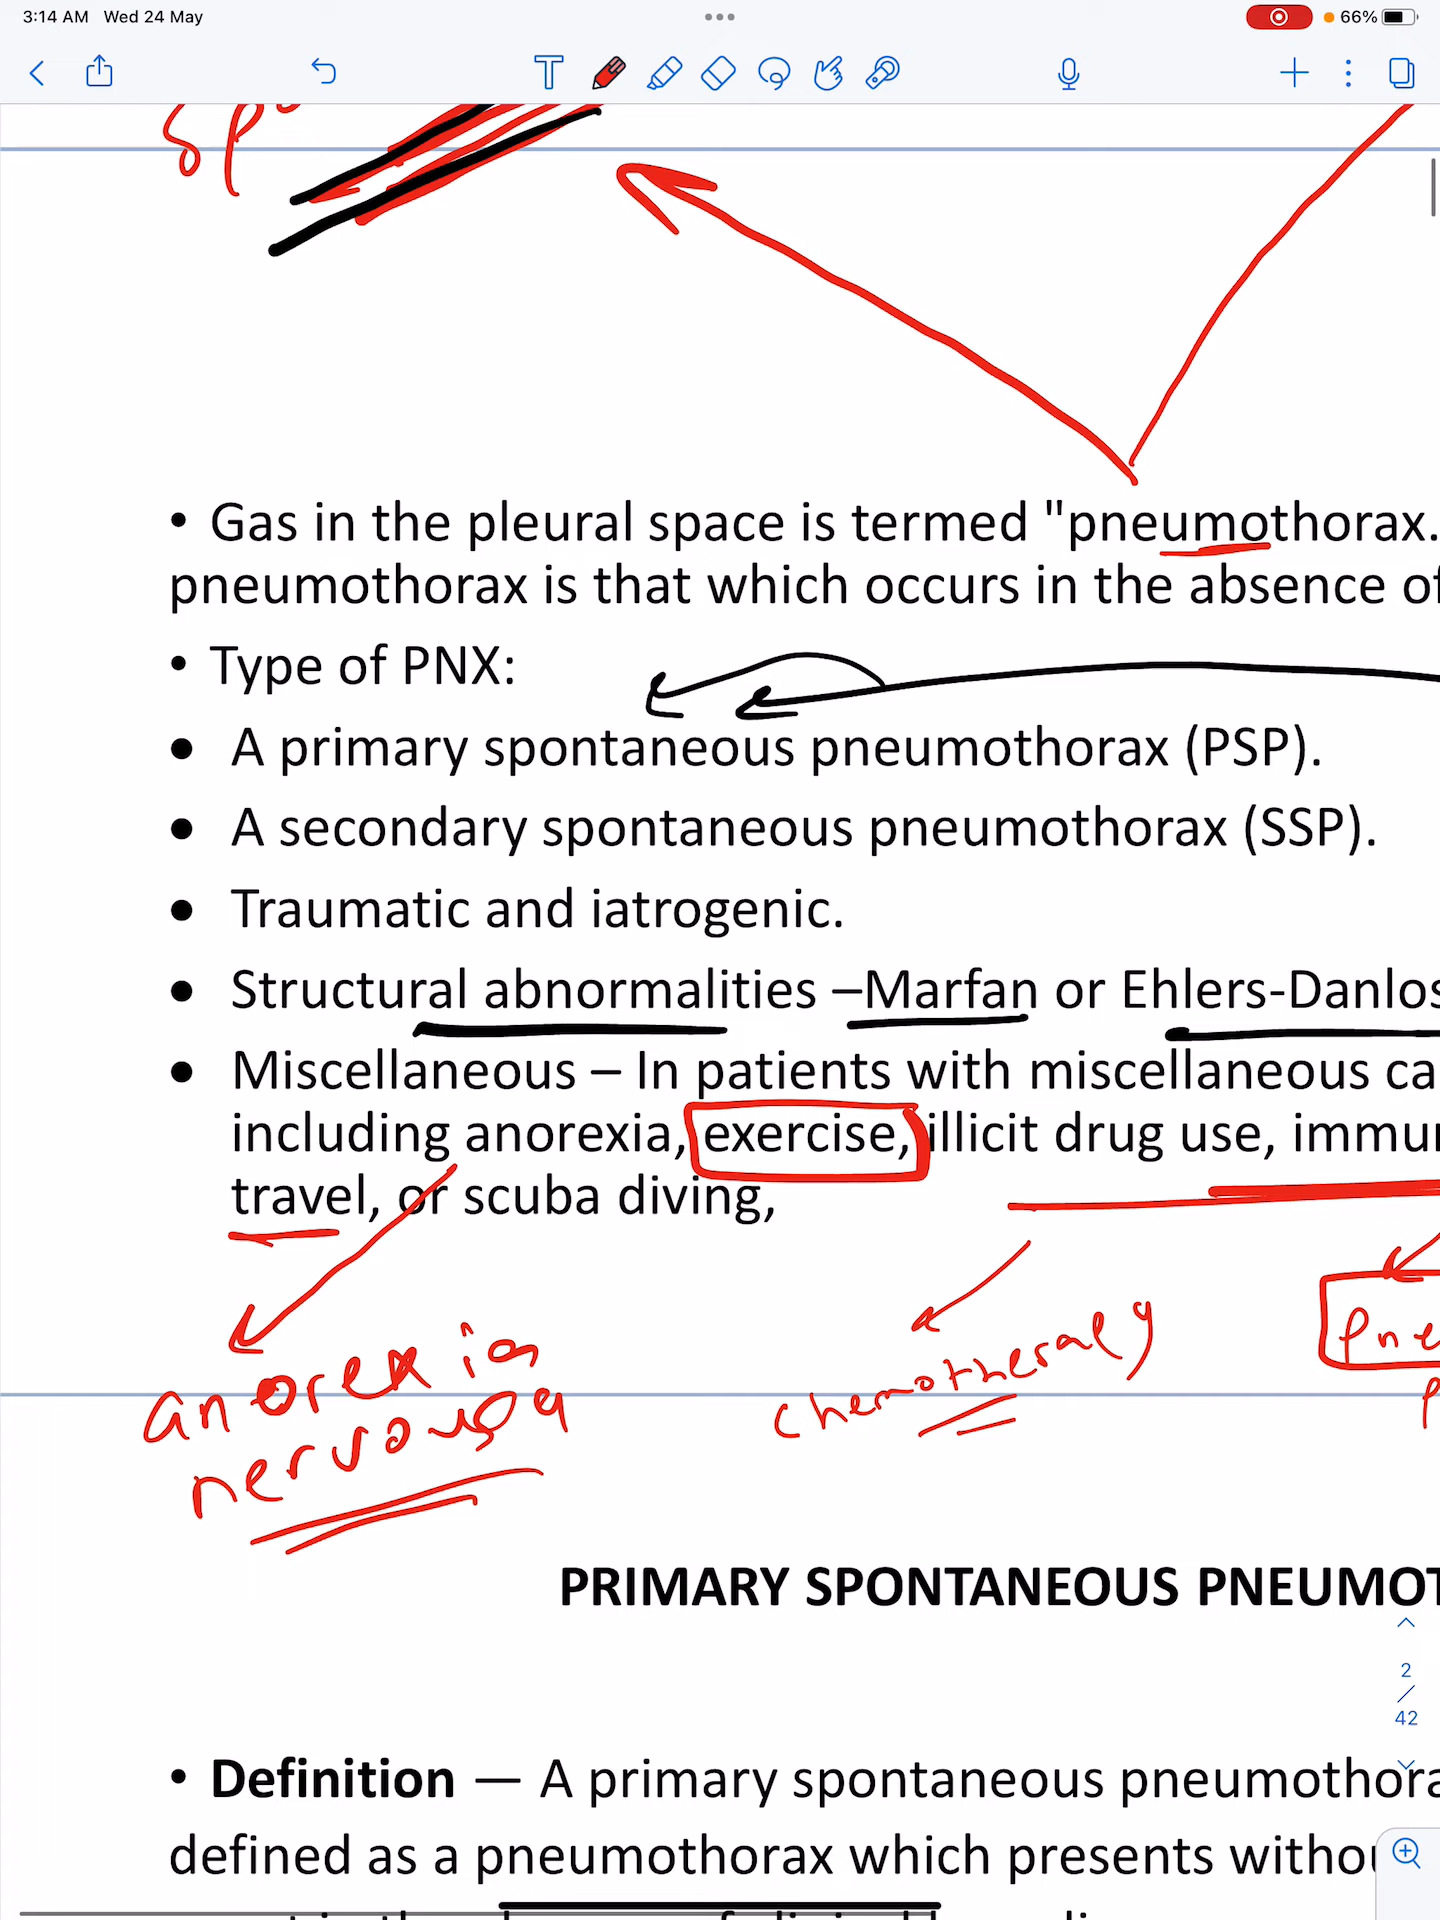 3:14 AM Wed 24 May
66%
Sp
• Gas in the pleural space is termed "pneumothorax.
pneumothorax is that which occurs in the absence of
• Type of PNX:
● A primary spontaneous pneumothorax (PSP).
● A secondary spontaneous pneumothorax (SSP).
● Traumatic and iatrogenic.
● Structural abnormalities –Marfan or Ehlers-Danlos
● Miscellaneous – In patients with miscellaneous ca
including anorexia, exercise, illicit drug use, immu
travel, or scuba diving,
anorexia
nervousa
chemotherapy
Pne
P
PRIMARY SPONTANEOUS PNEUMOT
2
/
42
• Definition — A primary spontaneous pneumothora
defined as a pneumothorax which presents withou